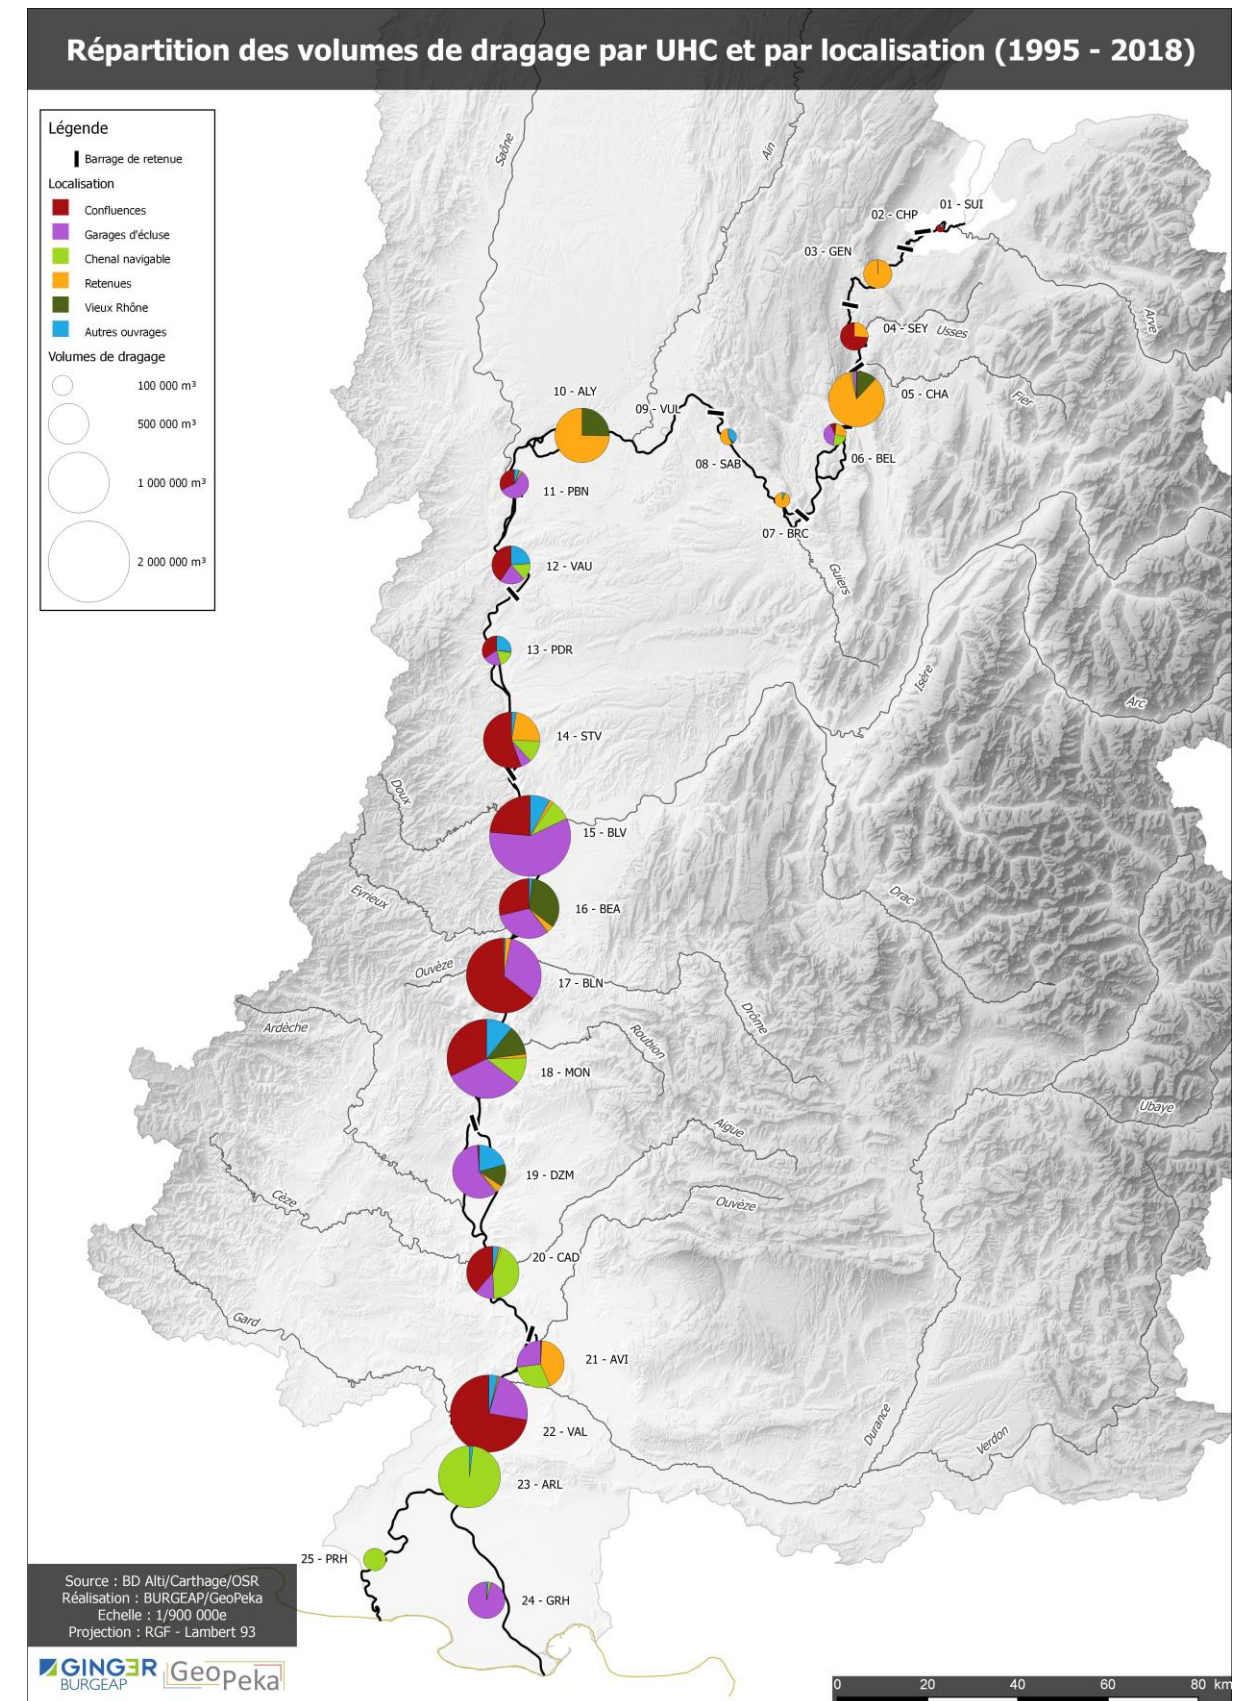 Répartition des volumes de dragage par UHC et par localisation (1995 - 2018)
Légende
Barrage de retenue
Localisation
Confluences
Garages d'écluse
Chenal navigable
Retenues
Vieux Rhône
Autres ouvrages
Volumes de dragage
100 000 m³
500 000 m³
1 000 000 m³
2 000 000 m³
Saône
Ain
01 - SUI
02 - CHP
03 - GEN
Arve
04 - SEY
Usses
05 - CHA
Fier
10 - ALY
09 - VUL
08 - SAB
06 - BEL
11 - PBN
07 - BRC
12 - VAU
Guiers
13 - PDR
Isère
Arc
14 - STV
Doux
15 - BLV
Eyrieux
Drac
16 - BEA
Ouvèze
17 - BLN
Drôme
Ardèche
Roubion
18 - MON
Ubaye
Aigue
19 - DZM
Cèze
Ouvèze
20 - CAD
Gard
21 - AVI
Durance
Verdon
22 - VAL
23 - ARL
25 - PRH
24 - GRH
Source : BD Alti/Carthage/OSR
Réalisation : BURGEAP/GeoPeka
Echelle : 1/900 000e
Projection : RGF - Lambert 93
GINGER
BURGEAP
GeoPeka
0 20 40 60 80 km